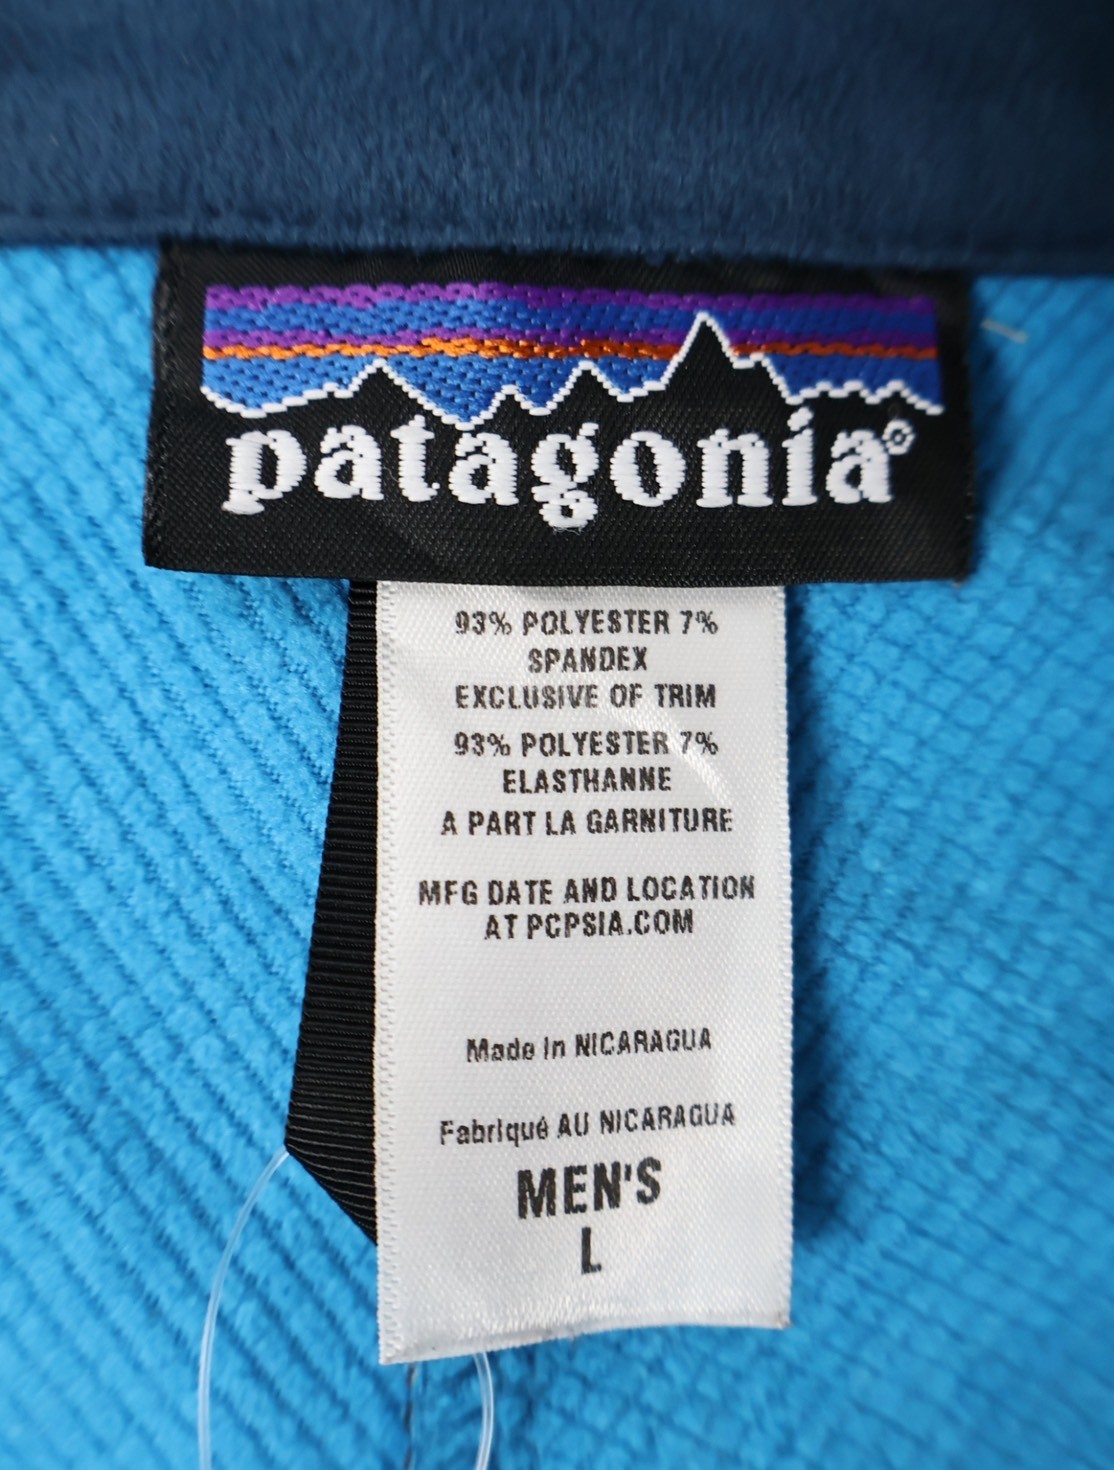 patagonia®
93% POLYESTER 7%
SPANDEX
EXCLUSIVE OF TRIM
93% POLYESTER 7%
ELASTHANNE
A PART LA GARNITURE
MFG DATE AND LOCATION
AT PCPSIA.COM
Made in NICARAGUA
Fabriqué AU NICARAGUA
MEN'S
L